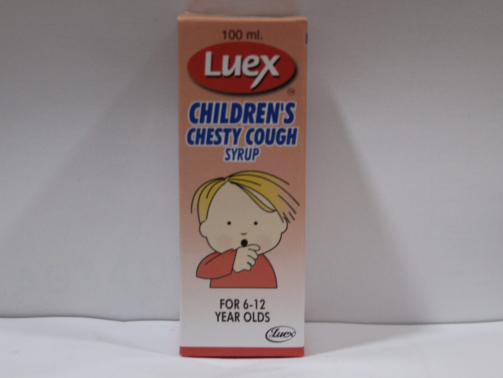 100 ml.
Luex
CHILDREN'S
CHESTY COUGH
SYRUP
FOR 6-12
YEAR OLDS
Luex